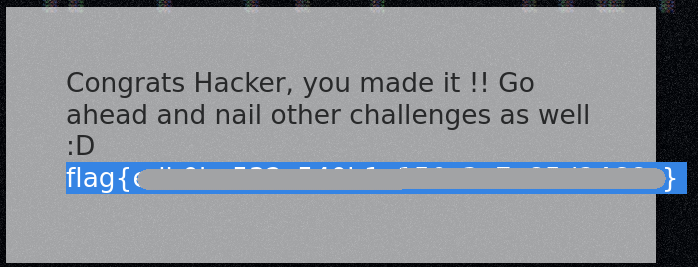 Congrats Hacker, you made it !! Go
ahead and nail other challenges as well
:D
flag{ }